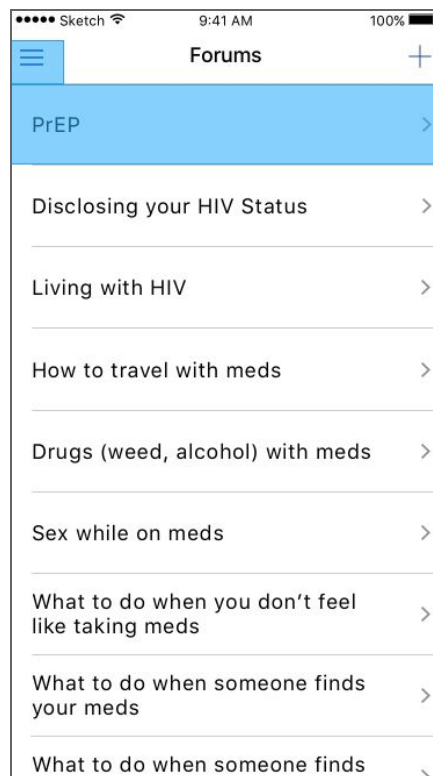 Sketch 9:41 AM 100%
Forums
PrEP
Disclosing your HIV Status
Living with HIV
How to travel with meds
Drugs (weed, alcohol) with meds
Sex while on meds
What to do when you don’t feel
like taking meds
What to do when someone finds
your meds
What to do when someone finds